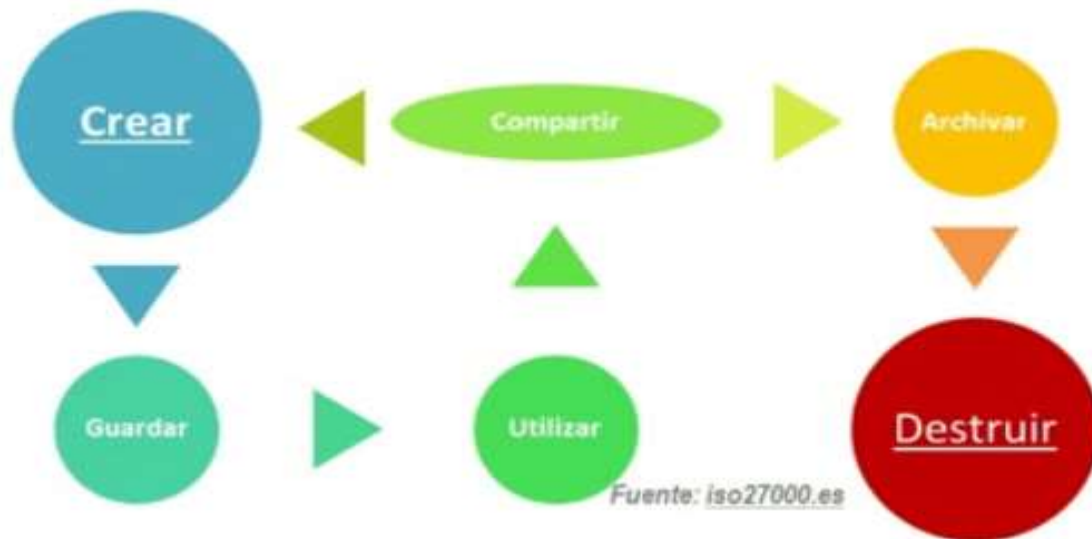 Crear
Compartir
Archivar
Guardar
Utilizar
Destruir
Fuente: iso27000.es